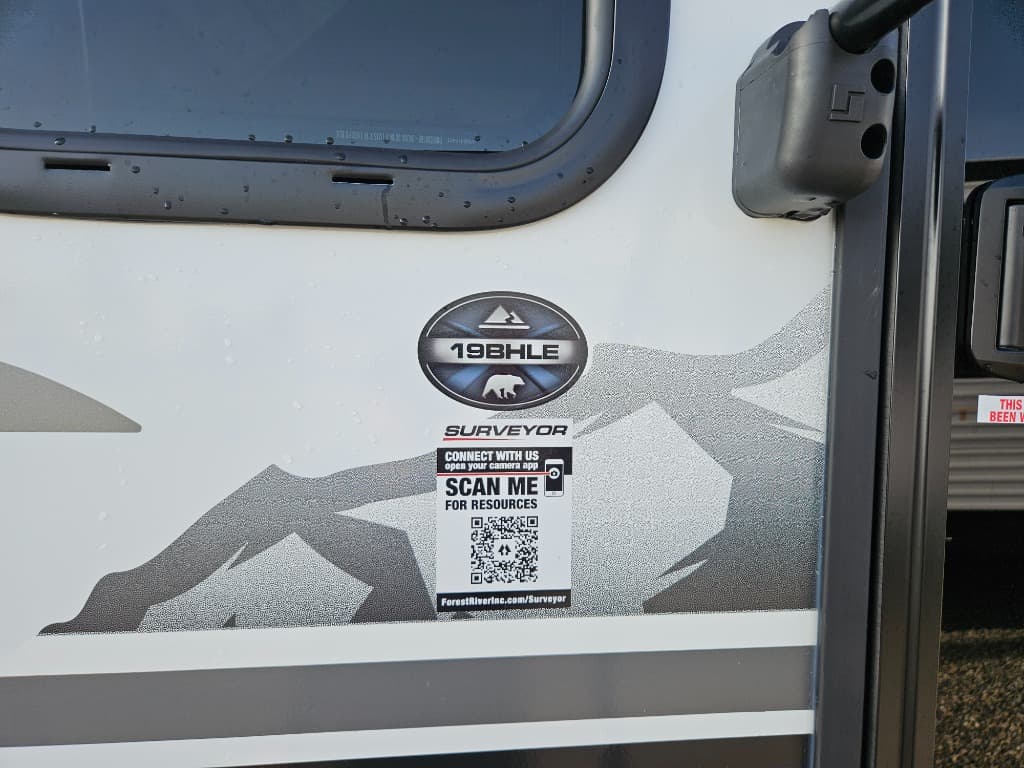 19BHLE
SURVEYOR
CONNECT WITH US
open your camera app
SCAN ME
FOR RESOURCES
ForestRiverInc.com/Surveyor
THIS
BEEN